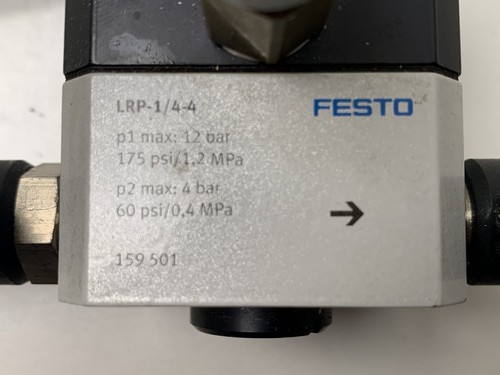 LRP-1/4-4
FESTO
p1 max: 12 bar
175 psi/1,2 MPa
p2 max: 4 bar
60 psi/0,4 MPa
159 501